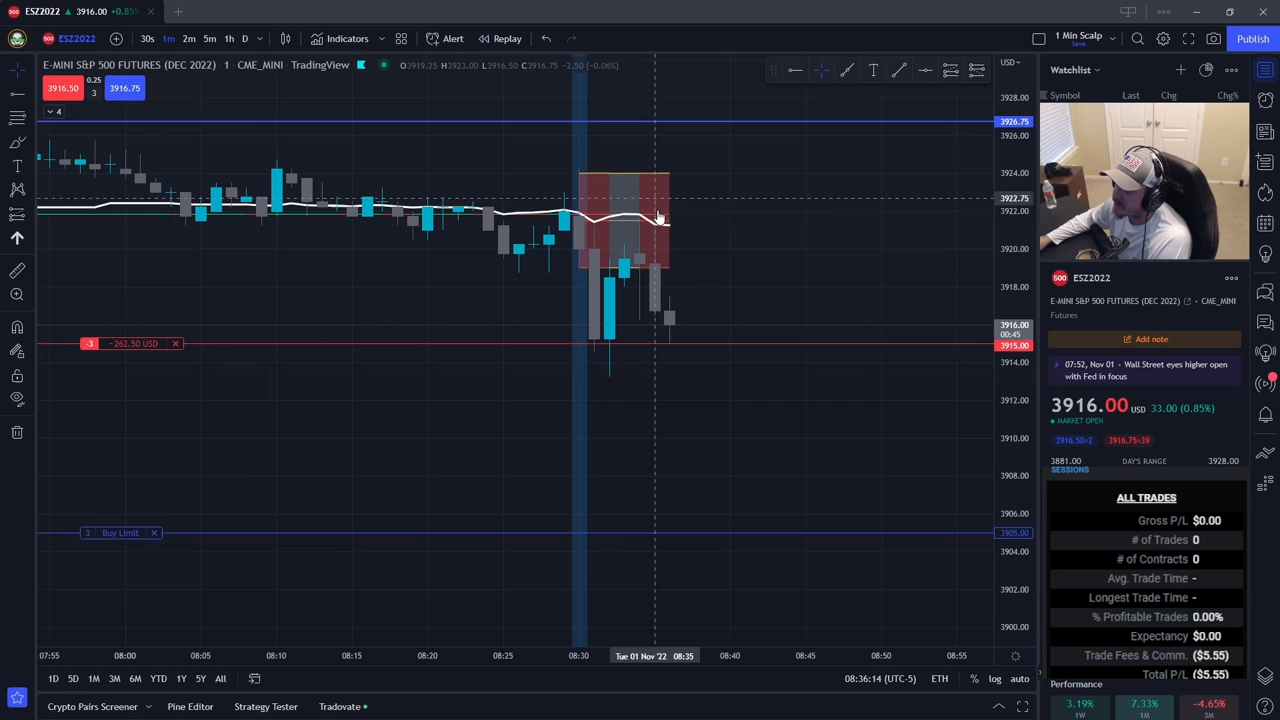 500 ESZ2022 ▲ 3916.00 +0.85%
500 ESZ2022 30s 1m 2m 5m 1h D Indicators Alert Replay 1 Min Scalp Save Publish
E-MINI S&P 500 FUTURES (DEC 2022) · 1 · CME_MINI · TradingView O3919.25 H3923.00 L3916.50 C3916.75 −2.50 (−0.06%)
3916.50 0.25 3 3916.75
4
USD
3928.00
3926.75
3926.00
3924.00
3922.75
3922.00
3920.00
3918.00
3916.00
00:45
3915.00
3914.00
3912.00
3910.00
3908.00
3906.00
3905.00
3904.00
3902.00
3900.00
-3 −262.50 USD
3 Buy Limit
07:55 08:00 08:05 08:10 08:15 08:20 08:25 08:30 Tue 01 Nov '22 08:35 08:40 08:45 08:50 08:55
1D 5D 1M 3M 6M YTD 1Y 5Y All 08:36:14 (UTC-5) ETH % log auto
Crypto Pairs Screener Pine Editor Strategy Tester Tradovate
Watchlist
Symbol Last Chg Chg%
500 ESZ2022
E-MINI S&P 500 FUTURES (DEC 2022) • CME_MINI
Futures
Add note
07:52, Nov 01 • Wall Street eyes higher open
with Fed in focus
3916.00 USD 33.00 (0.85%)
MARKET OPEN
3916.50×2 3916.75×39
3881.00 DAY'S RANGE 3928.00
SESSIONS
ALL TRADES
Gross P/L $0.00
# of Trades 0
# of Contracts 0
Avg. Trade Time -
Longest Trade Time -
% Profitable Trades 0.00%
Expectancy $0.00
Trade Fees & Comm. ($5.55)
Total P/L ($5.55)
Performance
3.19% 7.33% −4.65%
1W 1M 3M